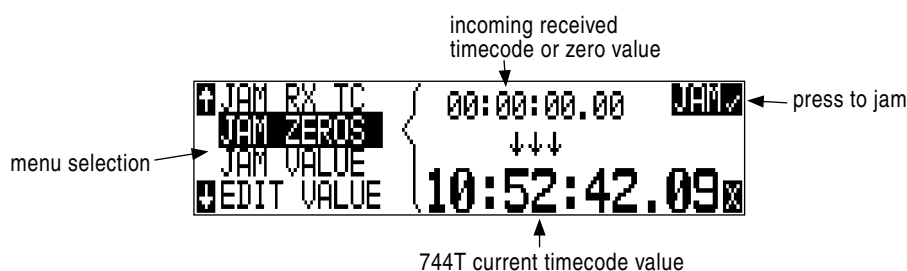 incoming received
timecode or zero value
JAM RX TC
00:00:00.00
JAM✓
press to jam
JAM ZEROS
↓↓↓
menu selection
JAM VALUE
EDIT VALUE
10:52:42.09
X
744T current timecode value